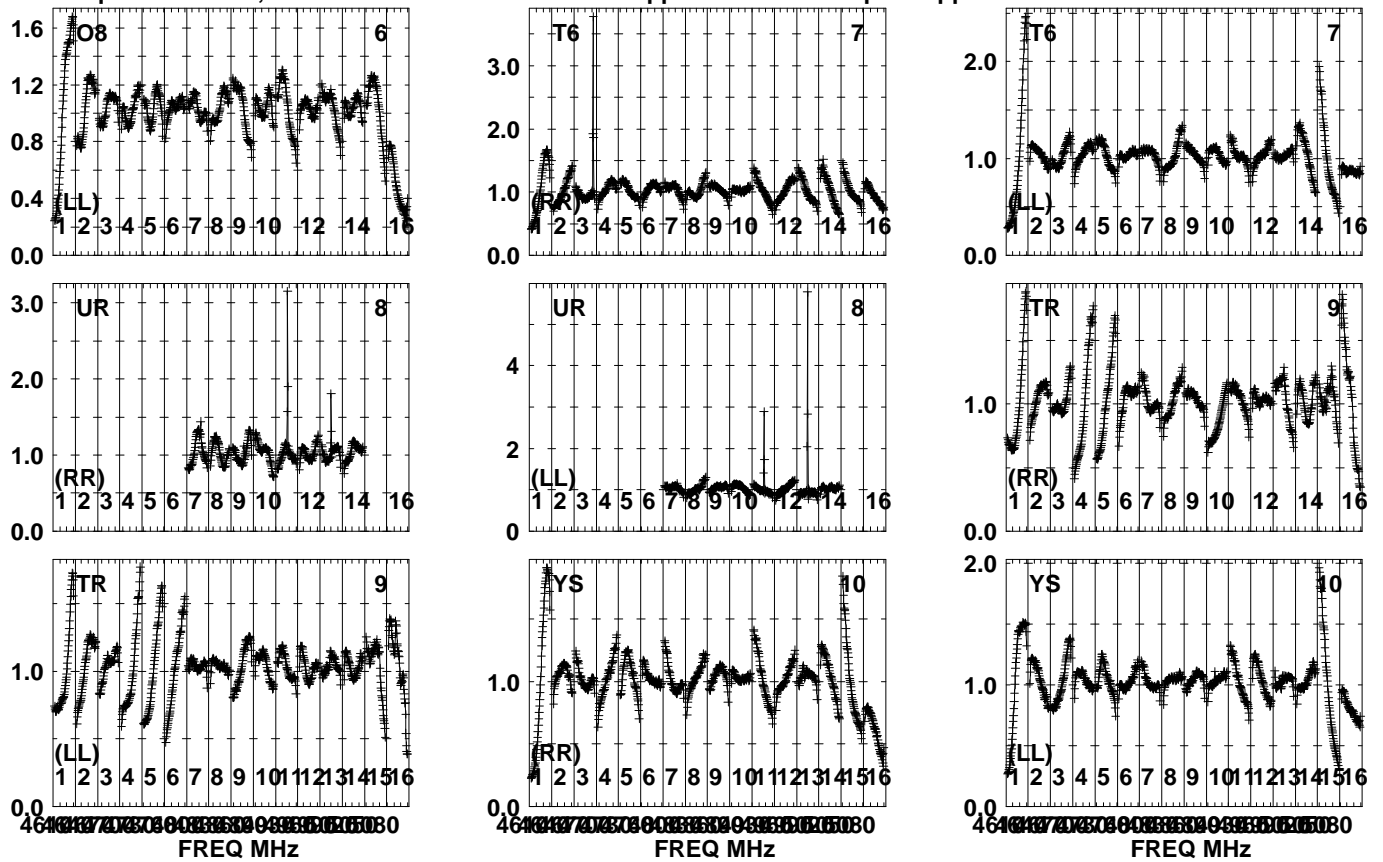 1.6 O8 6
1.2
0.8
0.4 (LL)
1 2 3 4 5 6 7 8 9 10 12 14 16
0.0
T6 7
3.0
2.0
1.0
(RR)
1 2 3 4 5 6 7 8 9 10 12 14 16
0.0
T6 7
2.0
1.0
(LL)
1 2 3 4 5 6 7 8 9 10 12 14 16
0.0
3.0 UR 8
2.0
1.0
(RR)
1 2 3 4 5 6 7 8 9 10 12 14 16
0.0
UR 8
4
2
(LL)
1 2 3 4 5 6 7 8 9 10 12 14 16
0
TR 9
1.0
(RR)
1 2 3 4 5 6 7 8 9 10 12 14 16
0.0
TR 9
1.0
(LL)
1 2 3 4 5 6 7 8 9 10 11 12 13 14 15 16
0.0
FREQ MHz
YS 10
1.0
(RR)
1 2 3 4 5 6 7 8 9 10 11 12 13 14 15 16
0.0
FREQ MHz
2.0 YS 10
1.0
(LL)
1 2 3 4 5 6 7 8 9 10 11 12 13 14 15 16
0.0
FREQ MHz